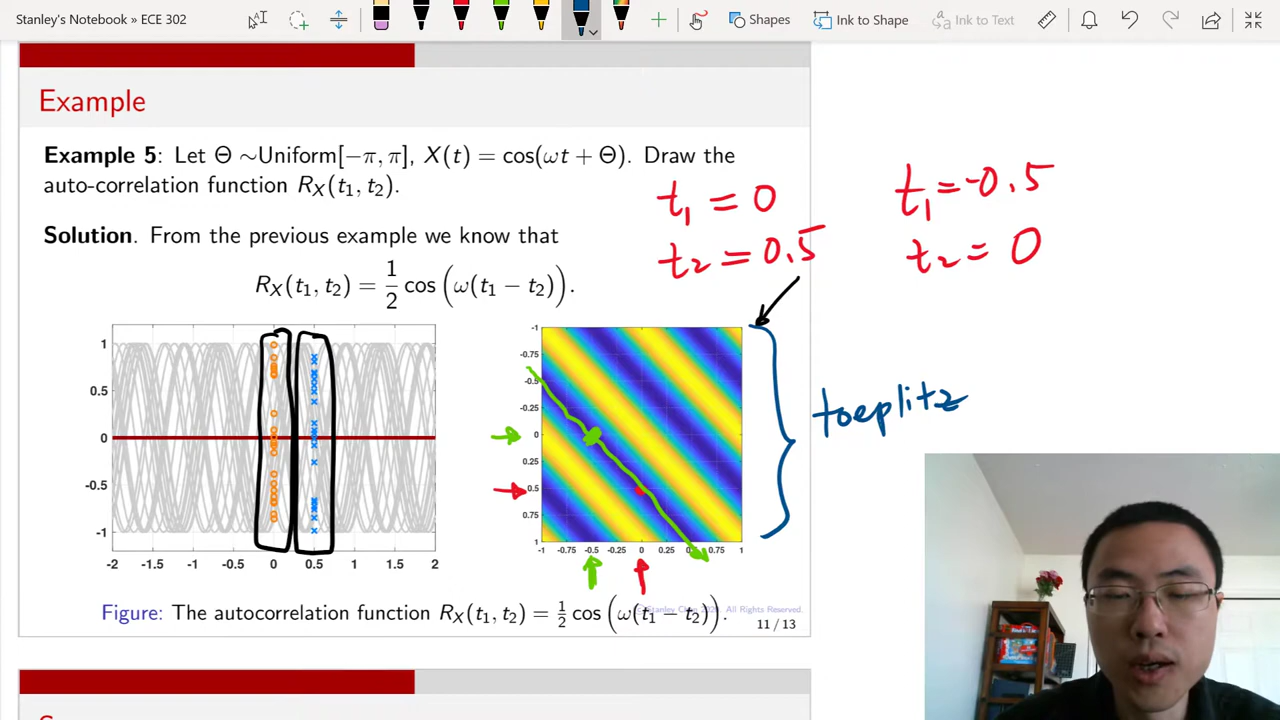 Stanley's Notebook » ECE 302
Shapes
Ink to Shape
Ink to Text
Example
Example 5: Let Θ ∼Uniform[−π, π], X(t) = cos(ωt + Θ). Draw the
auto-correlation function R_X(t₁, t₂).
t₁ = 0
t₂ = 0.5
t₁ = -0.5
t₂ = 0
Solution. From the previous example we know that
R_X(t₁, t₂) = 1/2 cos(ω(t₁ − t₂)).
1
0.5
0
-0.5
-1
-2 -1.5 -1 -0.5 0 0.5 1 1.5 2
-1
-0.75
-0.5
-0.25
0
0.25
0.5
0.75
1
-1 -0.75 -0.5 -0.25 0 0.25 0.5 0.75 1
toeplitz
Figure: The autocorrelation function R_X(t₁, t₂) = 1/2 cos(ω(t₁ − t₂)).
All Rights Reserved.
11 / 13